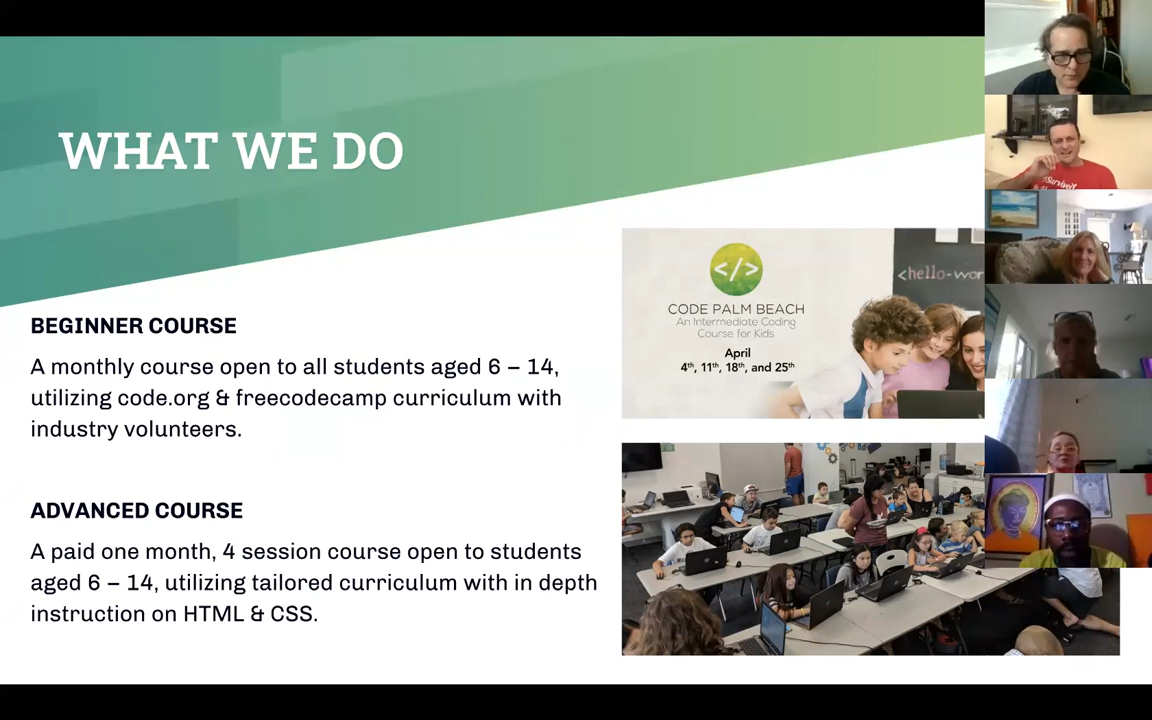 WHAT WE DO
BEGINNER COURSE
A monthly course open to all students aged 6 – 14,
utilizing code.org & freecodecamp curriculum with
industry volunteers.
ADVANCED COURSE
A paid one month, 4 session course open to students
aged 6 – 14, utilizing tailored curriculum with in depth
instruction on HTML & CSS.
</>
CODE PALM BEACH
An Intermediate Coding
Course for Kids
April
4th, 11th, 18th, and 25th
<hello-wor